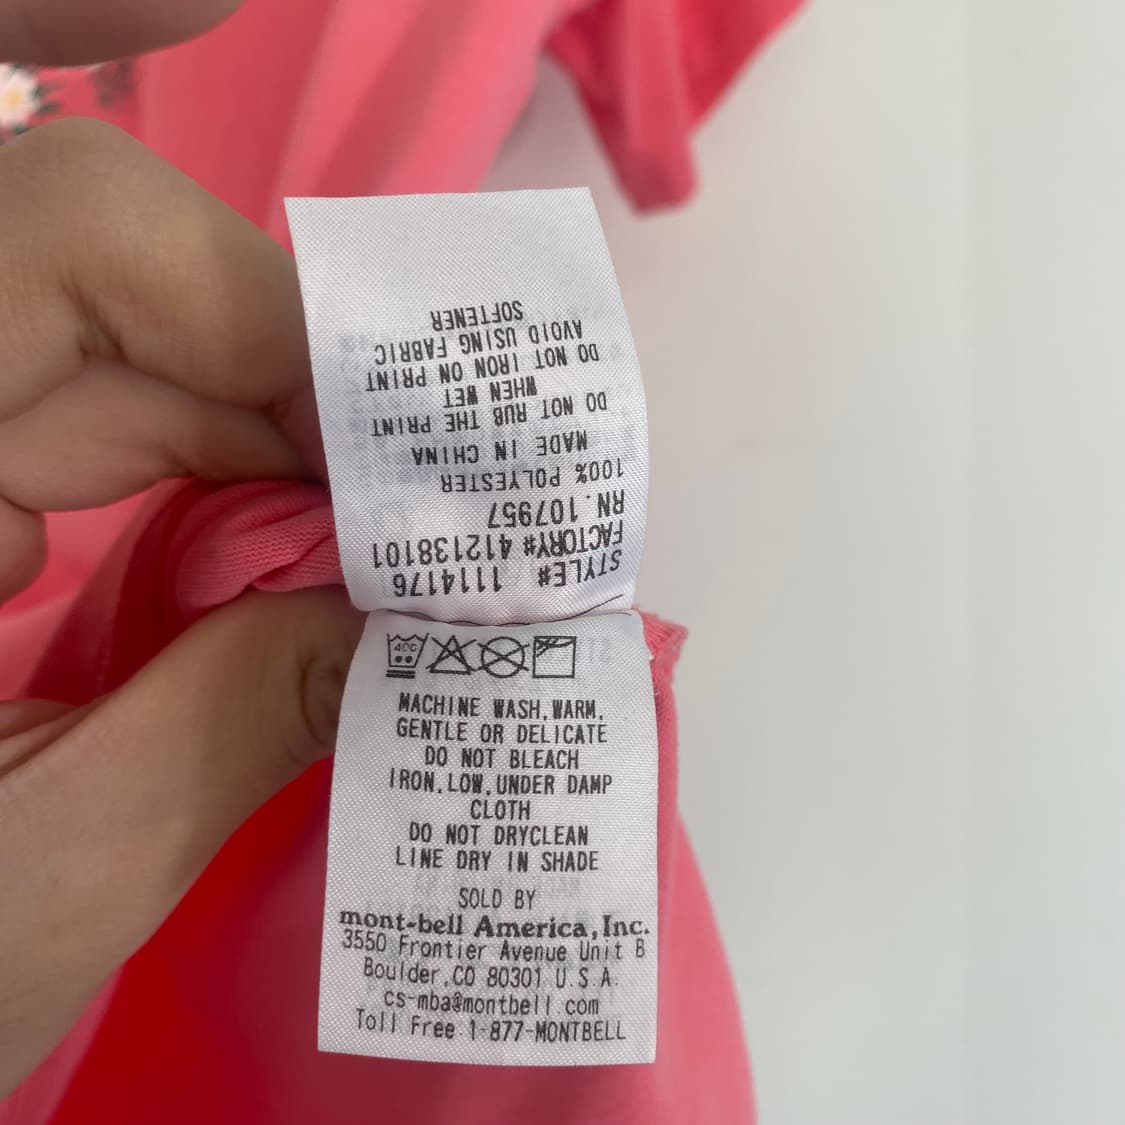 STYLE# 1114176
FACTORY# 412138101
RN.107957
100% POLYESTER
MADE IN CHINA
DO NOT RUB THE PRINT
WHEN WET
DO NOT IRON ON PRINT
AVOID USING FABRIC
SOFTENER
40C
MACHINE WASH,WARM,
GENTLE OR DELICATE
DO NOT BLEACH
IRON,LOW,UNDER DAMP
CLOTH
DO NOT DRYCLEAN
LINE DRY IN SHADE
SOLD BY
mont-bell America,Inc.
3550 Frontier Avenue Unit B
Boulder,CO 80301 U.S.A.
cs-mba@montbell.com
Toll Free 1-877-MONTBELL